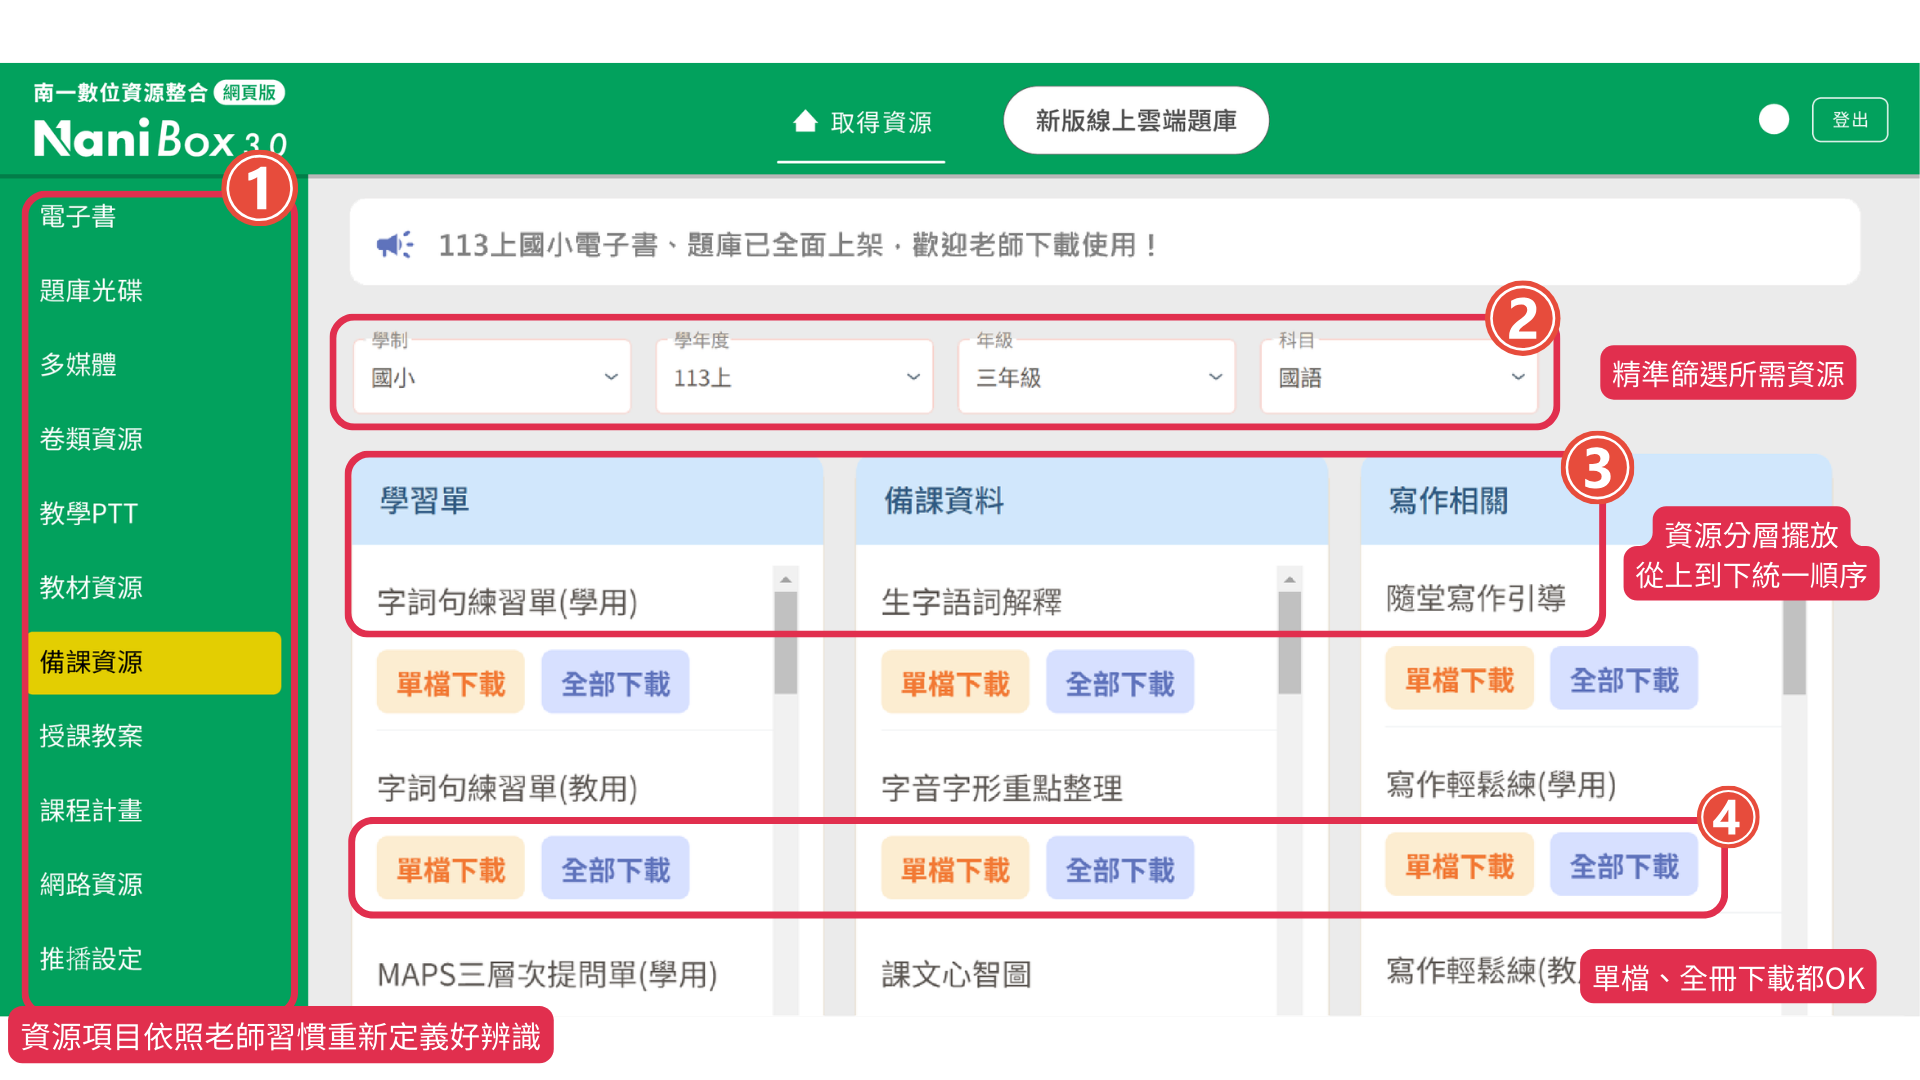 南一數位資源整合 網頁版
NaniBox 3.0
取得資源
新版線上雲端題庫
登出
1
電子書
題庫光碟
多媒體
卷類資源
教學PTT
教材資源
備課資源
授課教案
課程計畫
網路資源
推播設定
資源項目依照老師習慣重新定義好辨識
113上國小電子書、題庫已全面上架，歡迎老師下載使用！
2
學制
國小
學年度
113上
年級
三年級
科目
國語
精準篩選所需資源
3
學習單
字詞句練習單(學用)
單檔下載 全部下載
字詞句練習單(教用)
單檔下載 全部下載
MAPS三層次提問單(學用)
備課資料
生字語詞解釋
單檔下載 全部下載
字音字形重點整理
單檔下載 全部下載
課文心智圖
寫作相關
隨堂寫作引導
單檔下載 全部下載
寫作輕鬆練(學用)
單檔下載 全部下載
寫作輕鬆練(教
資源分層擺放
從上到下統一順序
4
單檔、全冊下載都OK